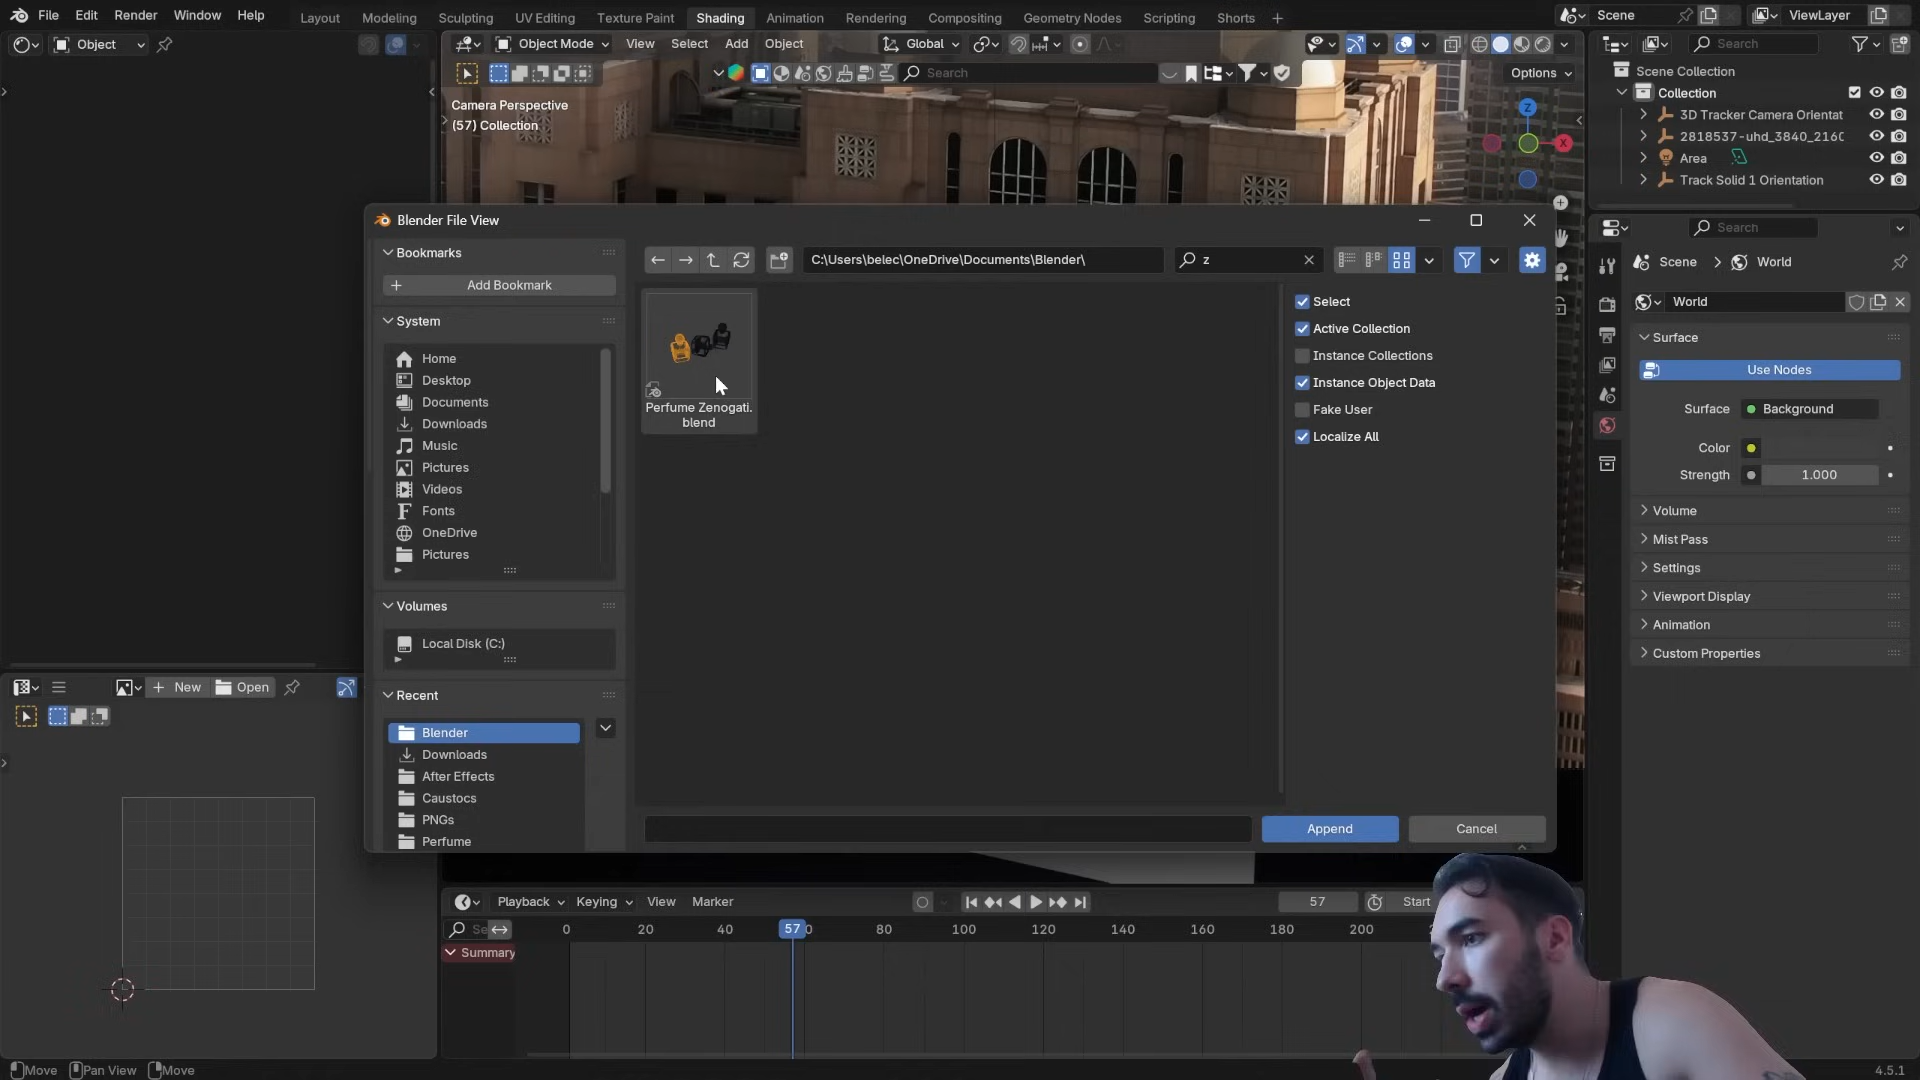 File Edit Render Window Help Layout Modeling Sculpting UV Editing Texture Paint Shading Animation Rendering Compositing Geometry Nodes Scripting Shorts Scene ViewLayer
Object Object Mode View Select Add Object Global Search
Search Options
Camera Perspective
(57) Collection
Scene Collection
Collection
3D Tracker Camera Orientat
2818537-uhd_3840_216
Area
Track Solid 1 Orientation
X
Z
Blender File View
Bookmarks
Add Bookmark
System
Home
Desktop
Documents
Downloads
Music
Pictures
Videos
Fonts
OneDrive
Pictures
Volumes
Local Disk (C:)
Recent
Blender
Downloads
After Effects
Caustocs
PNGs
Perfume
C:\Users\belec\OneDrive\Documents\Blender\ z
Perfume Zenogati.
blend
Select
Active Collection
Instance Collections
Instance Object Data
Fake User
Localize All
Append Cancel
Search
Scene World
World
Surface
Use Nodes
Surface Background
Color
Strength 1.000
Volume
Mist Pass
Settings
Viewport Display
Animation
Custom Properties
New Open
Playback Keying View Marker 57 Start
Se 0 20 40 57 0 80 100 120 140 160 180 200
Summary
Move Pan View Move 4.5.1